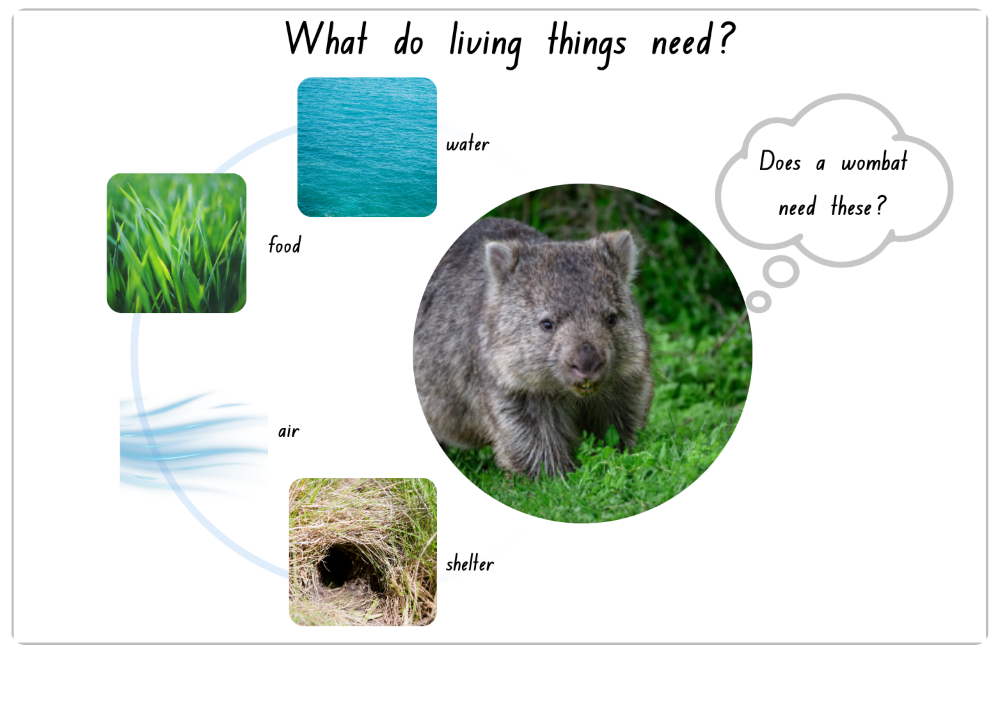 What do living things need?
water
Does a wombat
need these?
food
air
shelter